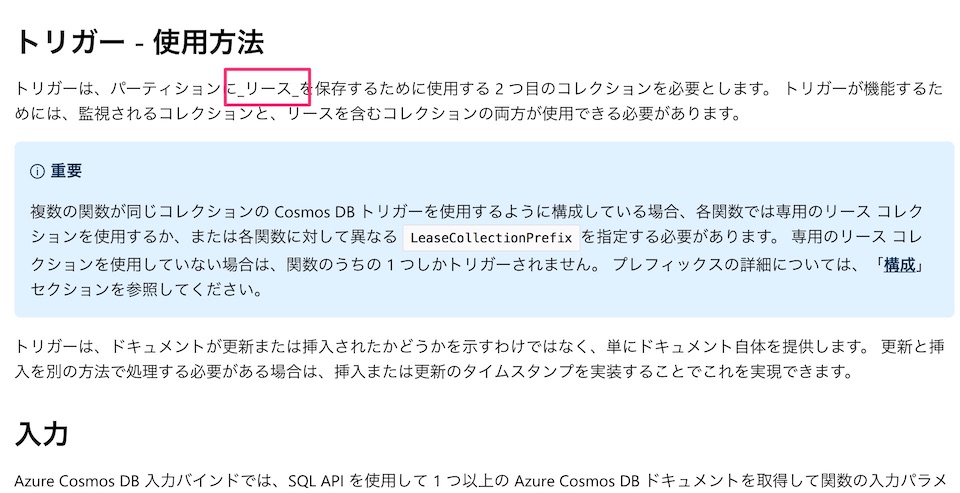 トリガー - 使用方法
トリガーは、パーティションに_リース_を保存するために使用する 2 つ目のコレクションを必要とします。 トリガーが機能するた
めには、監視されるコレクションと、リースを含むコレクションの両方が使用できる必要があります。
重要
複数の関数が同じコレクションの Cosmos DB トリガーを使用するように構成している場合、各関数では専用のリース コレク
ションを使用するか、または各関数に対して異なる LeaseCollectionPrefix を指定する必要があります。 専用のリース コレ
クションを使用していない場合は、関数のうちの 1 つしかトリガーされません。 プレフィックスの詳細については、「構成」
セクションを参照してください。
トリガーは、ドキュメントが更新または挿入されたかどうかを示すわけではなく、単にドキュメント自体を提供します。 更新と挿
入を別の方法で処理する必要がある場合は、挿入または更新のタイムスタンプを実装することでこれを実現できます。
入力
Azure Cosmos DB 入力バインドでは、SQL API を使用して 1 つ以上の Azure Cosmos DB ドキュメントを取得して関数の入力パラメ